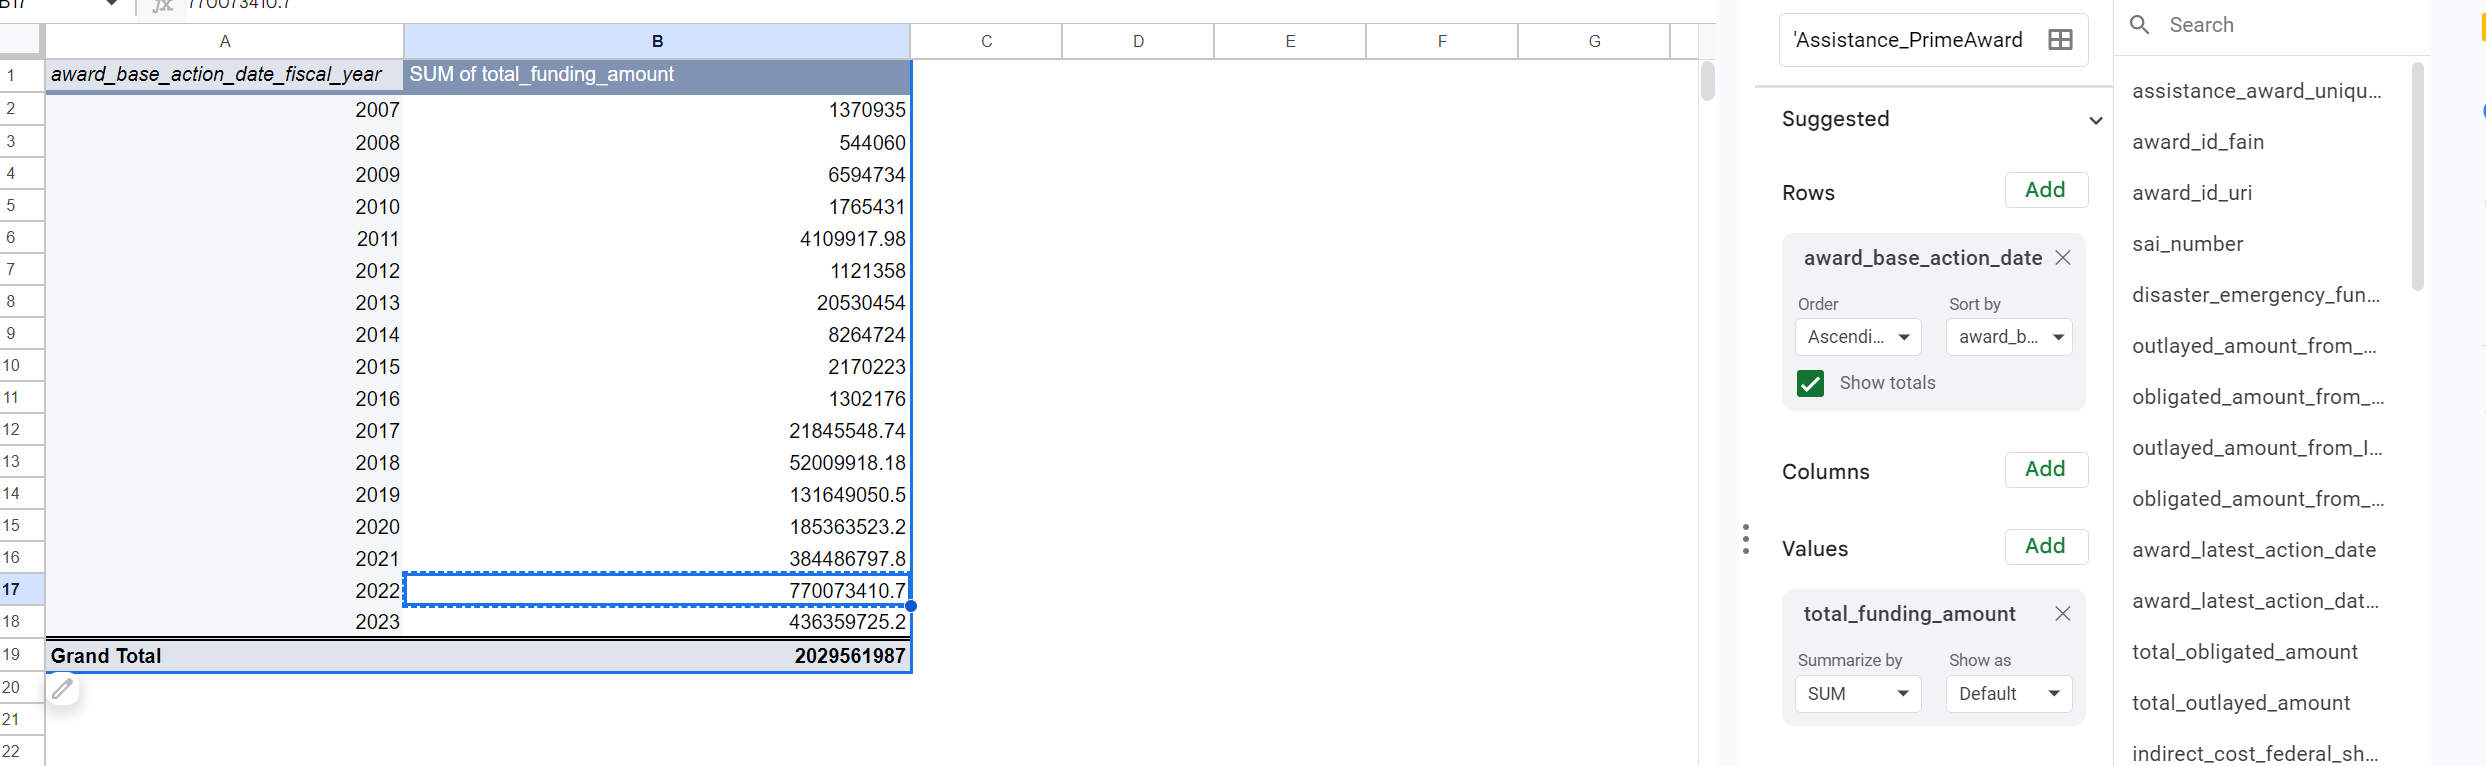 B17 770073410.7
A B C D E F G
1 award_base_action_date_fiscal_year SUM of total_funding_amount
2 2007 1370935
3 2008 544060
4 2009 6594734
5 2010 1765431
6 2011 4109917.98
7 2012 1121358
8 2013 20530454
9 2014 8264724
10 2015 2170223
11 2016 1302176
12 2017 21845548.74
13 2018 52009918.18
14 2019 131649050.5
15 2020 185363523.2
16 2021 384486797.8
17 2022 770073410.7
18 2023 436359725.2
19 Grand Total 2029561987
20
21
22
'Assistance_PrimeAward
Suggested
Rows Add
award_base_action_date
Order Sort by
Ascendi... award_b...
Show totals
Columns Add
Values Add
total_funding_amount
Summarize by Show as
SUM Default
Search
assistance_award_uniqu...
award_id_fain
award_id_uri
sai_number
disaster_emergency_fun...
outlayed_amount_from_...
obligated_amount_from_...
outlayed_amount_from_I...
obligated_amount_from_...
award_latest_action_date
award_latest_action_dat...
total_obligated_amount
total_outlayed_amount
indirect_cost_federal_sh...